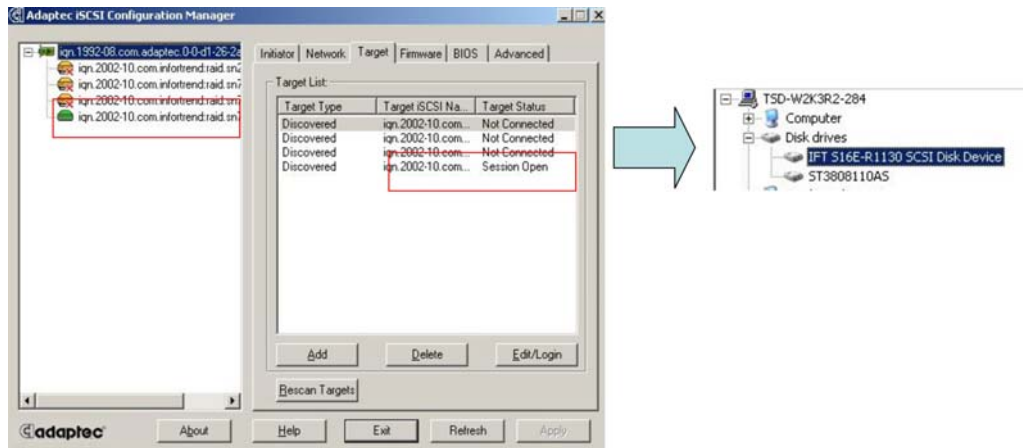 Adaptec iSCSI Configuration Manager
iqn.1992-08.com.adaptec.0-0-d1-26-2a
iqn.2002-10.com.infortrend:raid.sn2
iqn.2002-10.com.infortrend:raid.sn7
iqn.2002-10.com.infortrend:raid.sn7
iqn.2002-10.com.infortrend:raid.sn7
Initiator Network Target Firmware BIOS Advanced
Target List:
Target Type Target iSCSI Na... Target Status
Discovered iqn.2002-10.com... Not Connected
Discovered iqn.2002-10.com... Not Connected
Discovered iqn.2002-10.com... Not Connected
Discovered iqn.2002-10.com... Session Open
Add Delete Edit/Login
Rescan Targets
adaptec About Help Exit Refresh Apply
TSD-W2K3R2-284
Computer
Disk drives
IFT S16E-R1130 SCSI Disk Device
ST3808110AS